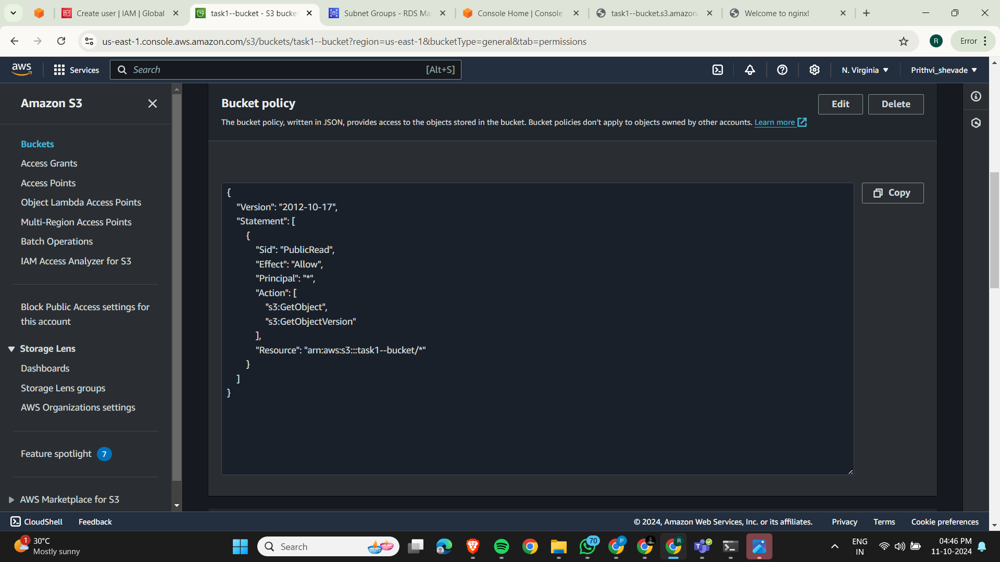 Create user | IAM | Global
task1--bucket - S3 bucke
Subnet Groups - RDS Ma
Console Home | Console
task1--bucket.s3.amazon
Welcome to nginx!
us-east-1.console.aws.amazon.com/s3/buckets/task1--bucket?region=us-east-1&bucketType=general&tab=permissions
R
Error
aws
Services
Search
[Alt+S]
N. Virginia
Prithvi_shevade
Amazon S3
Buckets
Access Grants
Access Points
Object Lambda Access Points
Multi-Region Access Points
Batch Operations
IAM Access Analyzer for S3
Block Public Access settings for
this account
Storage Lens
Dashboards
Storage Lens groups
AWS Organizations settings
Feature spotlight 7
AWS Marketplace for S3
Bucket policy
Edit
Delete
The bucket policy, written in JSON, provides access to the objects stored in the bucket. Bucket policies don't apply to objects owned by other accounts. Learn more
Copy
{
"Version": "2012-10-17",
"Statement": [
{
"Sid": "PublicRead",
"Effect": "Allow",
"Principal": "*",
"Action": [
"s3:GetObject",
"s3:GetObjectVersion"
],
"Resource": "arn:aws:s3:::task1--bucket/*"
}
]
}
CloudShell
Feedback
© 2024, Amazon Web Services, Inc. or its affiliates.
Privacy
Terms
Cookie preferences
1
30°C
Mostly sunny
Search
70
P
R
ENG
IN
04:46 PM
11-10-2024